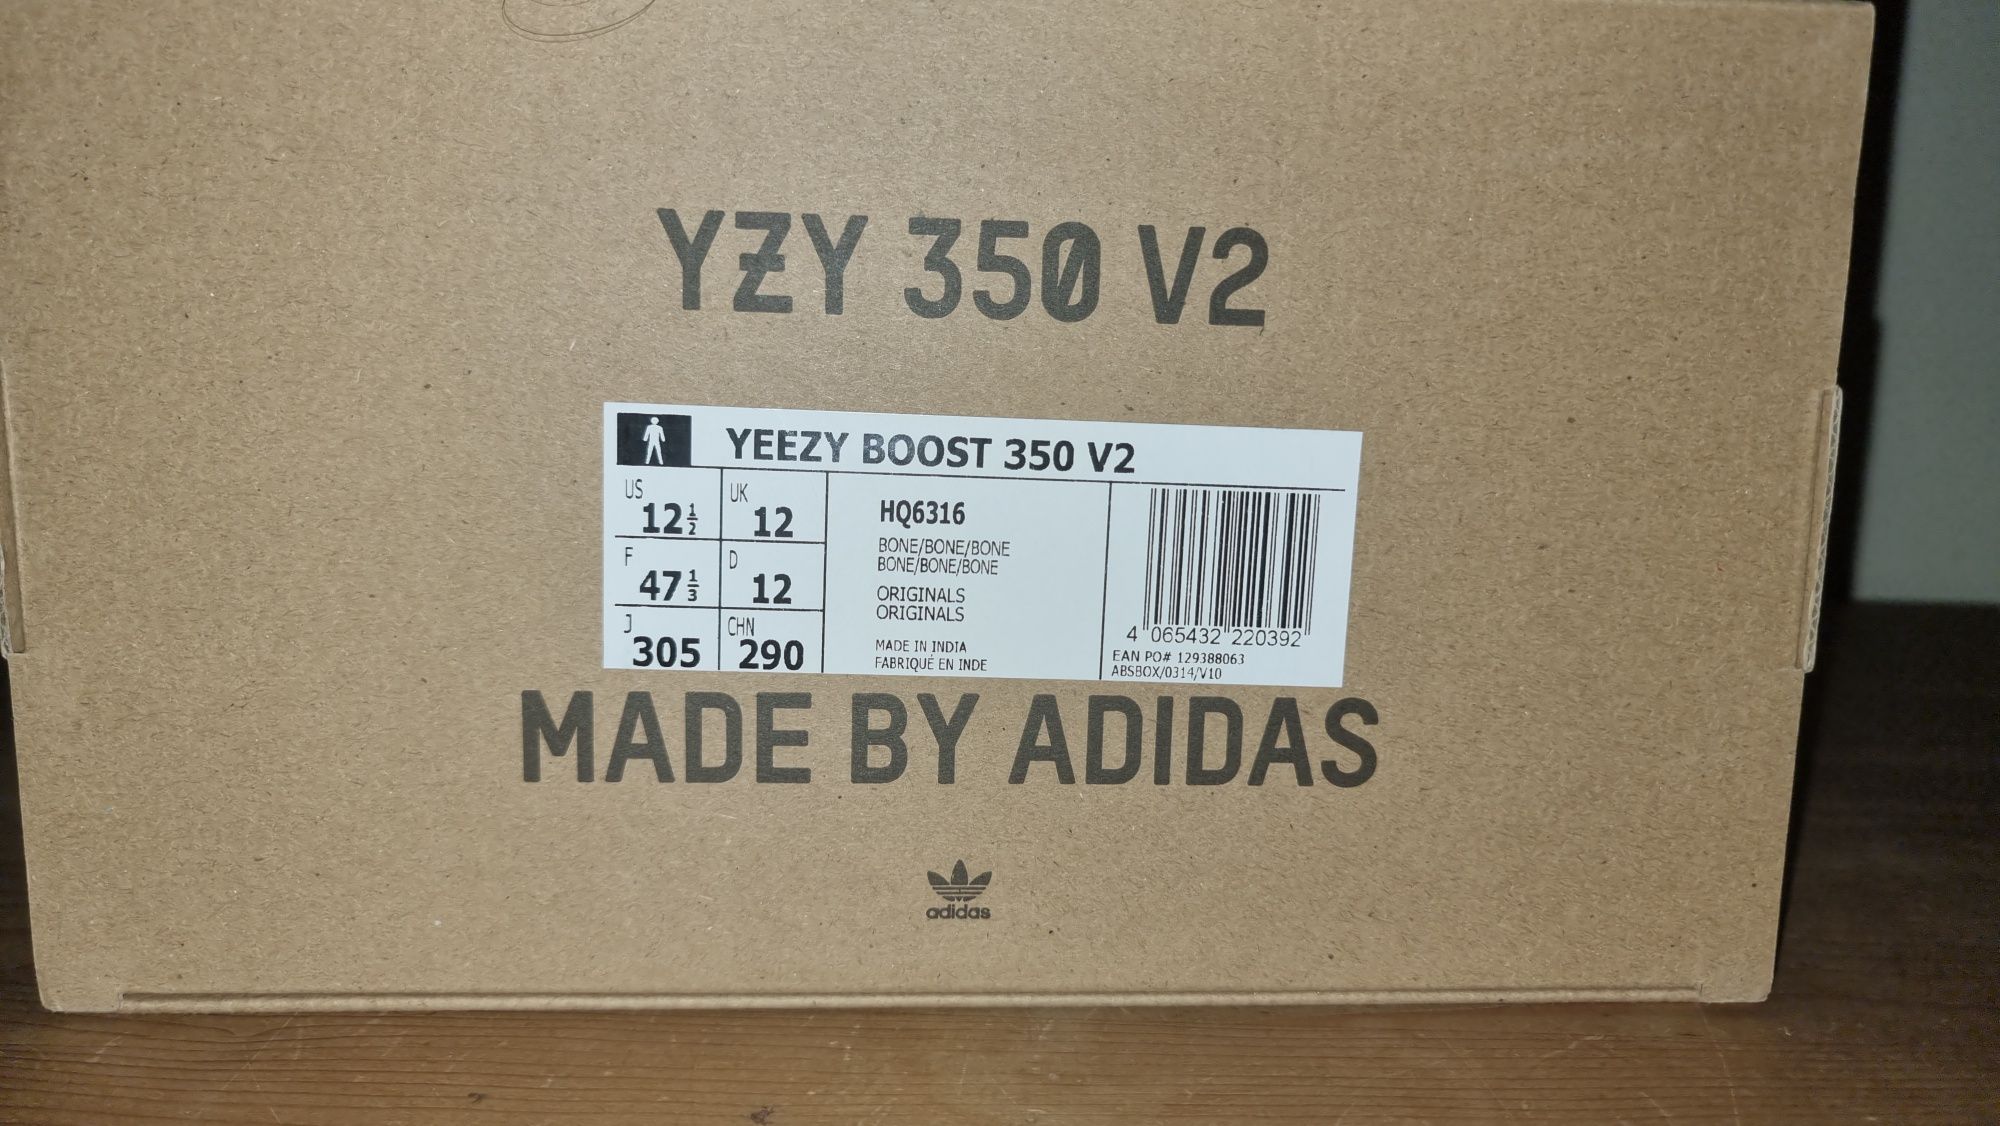 YZY 350 V2
YEEZY BOOST 350 V2
US 12½ UK 12
F 47⅓ D 12
J 305 CHN 290
HQ6316
BONE/BONE/BONE
BONE/BONE/BONE
ORIGINALS
ORIGINALS
MADE IN INDIA
FABRIQUÉ EN INDE
4 065432 220392
EAN PO# 129388063
ABSBOX/0314/V10
MADE BY ADIDAS
adidas